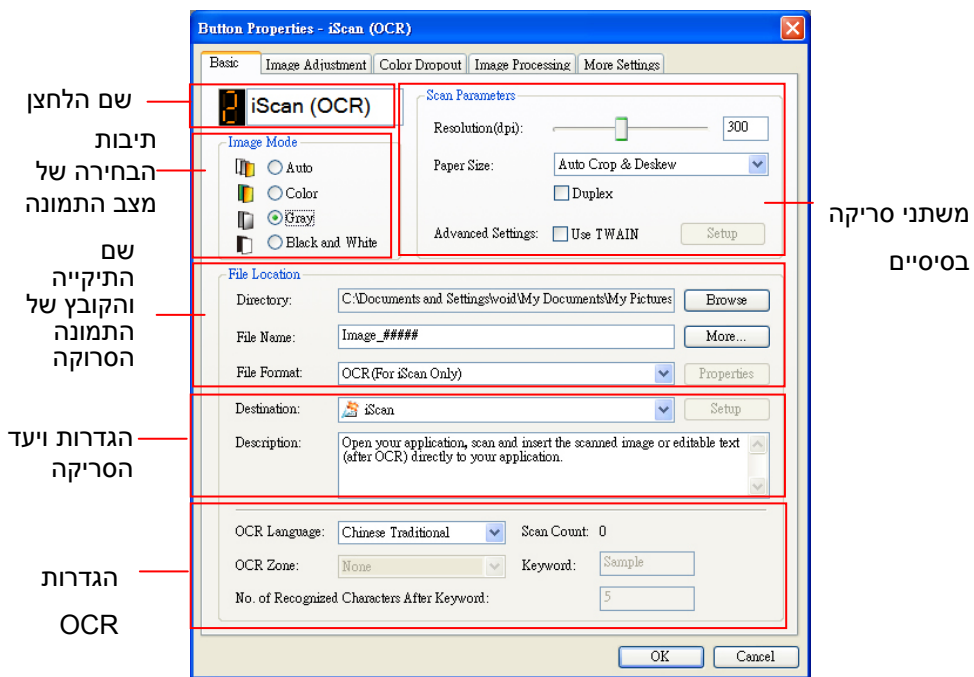 Button Properties - iScan (OCR)
Basic Image Adjustment Color Dropout Image Processing More Settings
שם הלחצן
2 iScan (OCR)
תיבות
הבחירה של
מצב התמונה
Image Mode
Auto
Color
Gray
Black and White
Scan Parameters
Resolution(dpi): 300
Paper Size: Auto Crop & Deskew
Duplex
Advanced Settings: Use TWAIN Setup
משתני סריקה
בסיסיים
שם
התיקייה
והקובץ של
התמונה
הסרוקה
File Location
Directory: C:\Documents and Settings\void\My Documents\My Pictures Browse
File Name: Image_##### More...
File Format: OCR(For iScan Only) Properties
הגדרות ויעד
הסריקה
Destination: iScan Setup
Description: Open your application, scan and insert the scanned image or editable text
(after OCR) directly to your application.
הגדרות
OCR
OCR Language: Chinese Traditional Scan Count: 0
OCR Zone: None Keyword: Sample
No. of Recognized Characters After Keyword: 5
OK Cancel